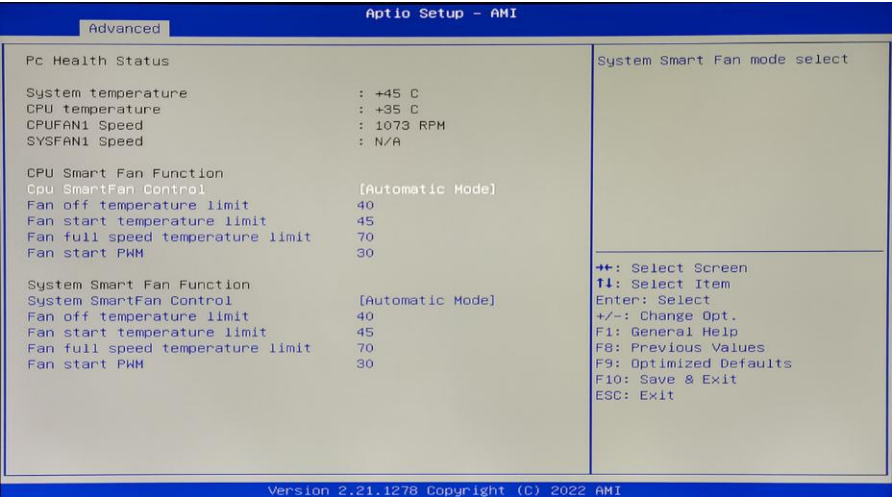 Aptio Setup – AMI
Advanced
Pc Health Status
System temperature : +45 C
CPU temperature : +35 C
CPUFAN1 Speed : 1073 RPM
SYSFAN1 Speed : N/A
CPU Smart Fan Function
Cpu SmartFan Control [Automatic Mode]
Fan off temperature limit 40
Fan start temperature limit 45
Fan full speed temperature limit 70
Fan start PWM 30
System Smart Fan Function
System SmartFan Control [Automatic Mode]
Fan off temperature limit 40
Fan start temperature limit 45
Fan full speed temperature limit 70
Fan start PWM 30
System Smart Fan mode select
→←: Select Screen
↑↓: Select Item
Enter: Select
+/-: Change Opt.
F1: General Help
F8: Previous Values
F9: Optimized Defaults
F10: Save & Exit
ESC: Exit
Version 2.21.1278 Copyright (C) 2022 AMI